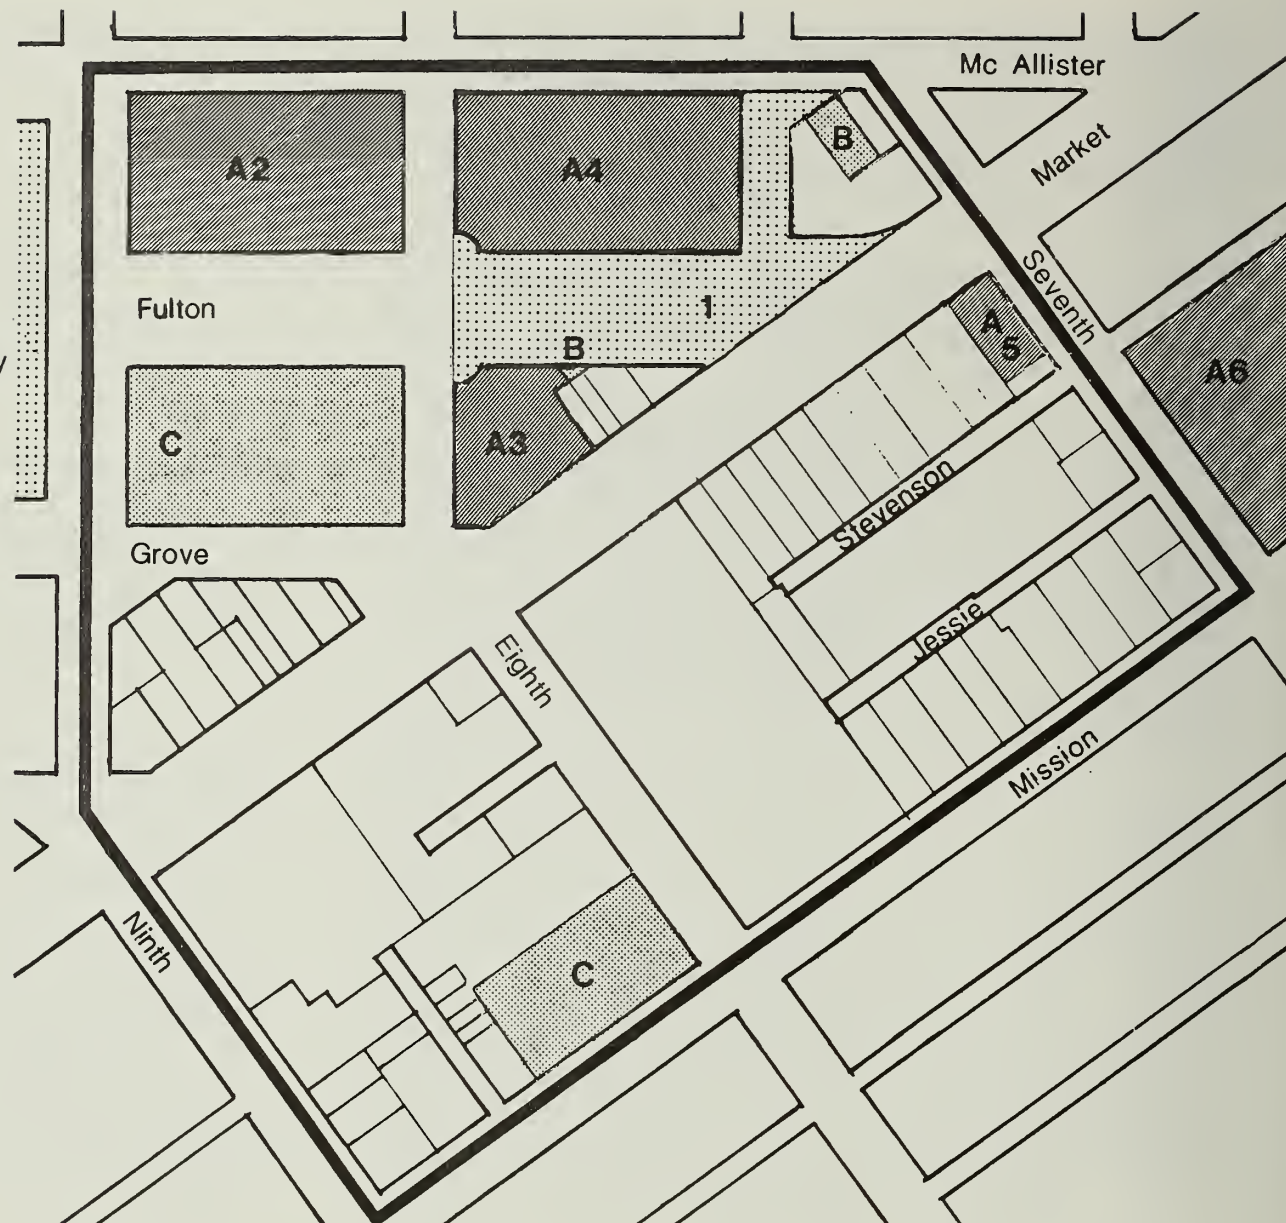 Mc Allister
Market
B
A2
A4
Seventh
Fulton
1
A
5
B
A6
C
A3
Stevenson
Grove
Jessie
Eighth
Mission
Ninth
C